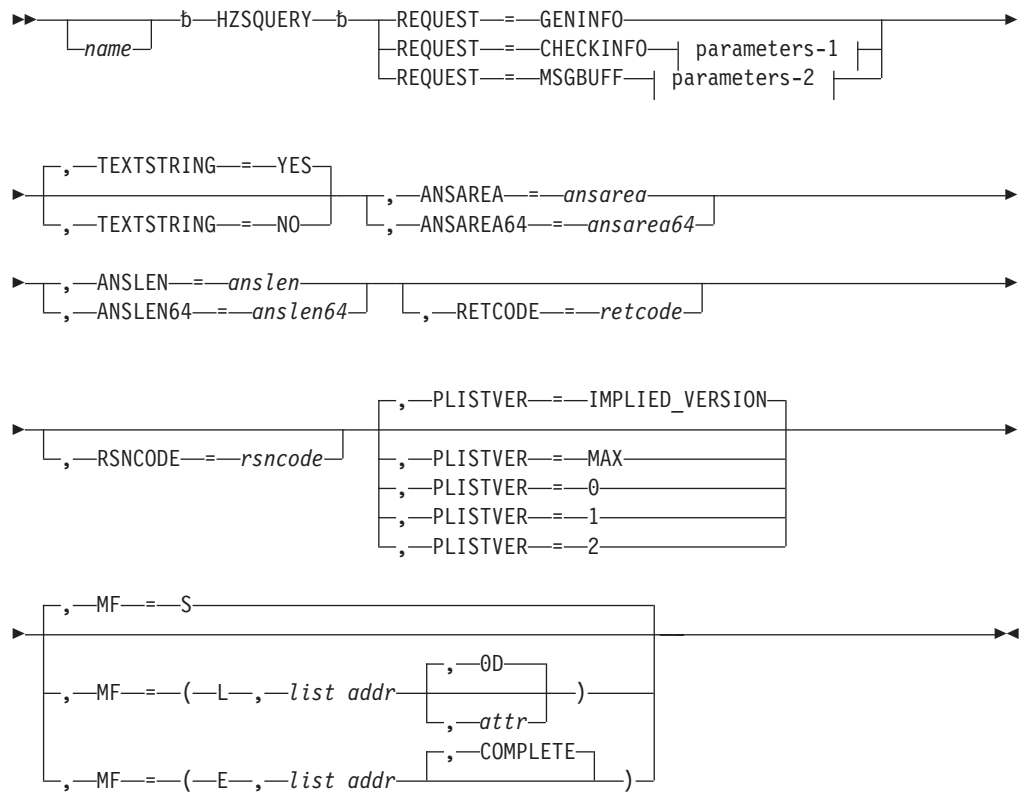 name ƀ HZSQUERY ƀ REQUEST = GENINFO
REQUEST = CHECKINFO parameters-1
REQUEST = MSGBUFF parameters-2
, TEXTSTRING = YES
, TEXTSTRING = NO
, ANSAREA = ansarea
, ANSAREA64 = ansarea64
, ANSLEN = anslen
, ANSLEN64 = anslen64
, RETCODE = retcode
, RSNCODE = rsncode
, PLISTVER = IMPLIED_VERSION
, PLISTVER = MAX
, PLISTVER = 0
, PLISTVER = 1
, PLISTVER = 2
, MF = S
, MF = ( L , list addr , 0D )
, attr
, MF = ( E , list addr , COMPLETE )